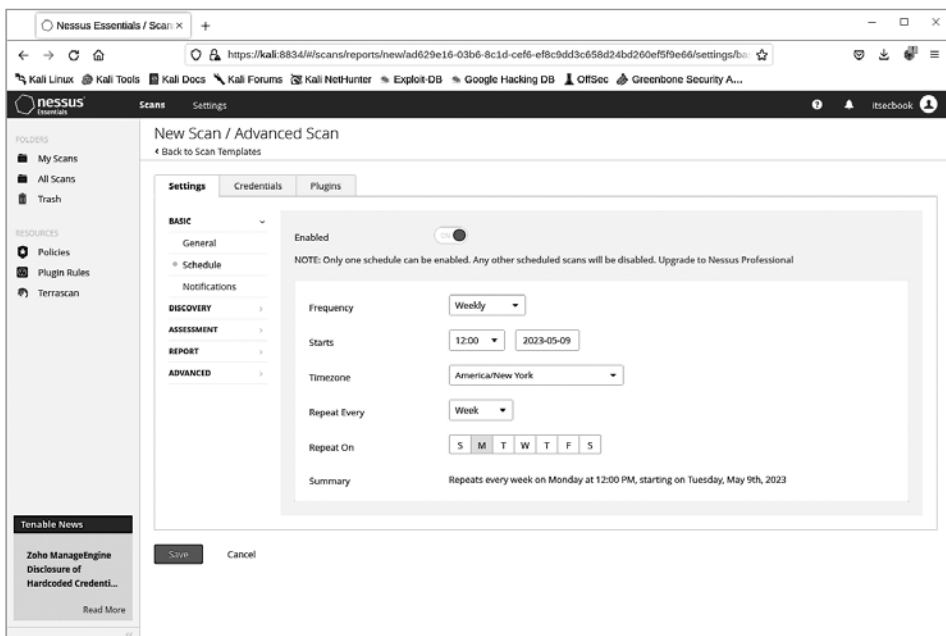 Nessus Essentials / Scan:
https://kali:8834/#/scans/reports/new/ad629e16-03b6-8c1d-cef6-ef8c9dd3c658d24bd260ef5f9e66/settings/ba
Kali Linux Kali Tools Kali Docs Kali Forums Kali NetHunter Exploit-DB Google Hacking DB OffSec Greenbone Security A...
nessus Essentials Scans Settings itsecbook
FOLDERS
My Scans
All Scans
Trash
RESOURCES
Policies
Plugin Rules
Terrascan
Tenable News
Zoho ManageEngine
Disclosure of
Hardcoded Credenti...
Read More
New Scan / Advanced Scan
Back to Scan Templates
Settings Credentials Plugins
BASIC
General
Schedule
Notifications
DISCOVERY
ASSESSMENT
REPORT
ADVANCED
Enabled ON
NOTE: Only one schedule can be enabled. Any other scheduled scans will be disabled. Upgrade to Nessus Professional
Frequency Weekly
Starts 12:00 2023-05-09
Timezone America/New York
Repeat Every Week
Repeat On S M T W T F S
Summary Repeats every week on Monday at 12:00 PM, starting on Tuesday, May 9th, 2023
Save Cancel